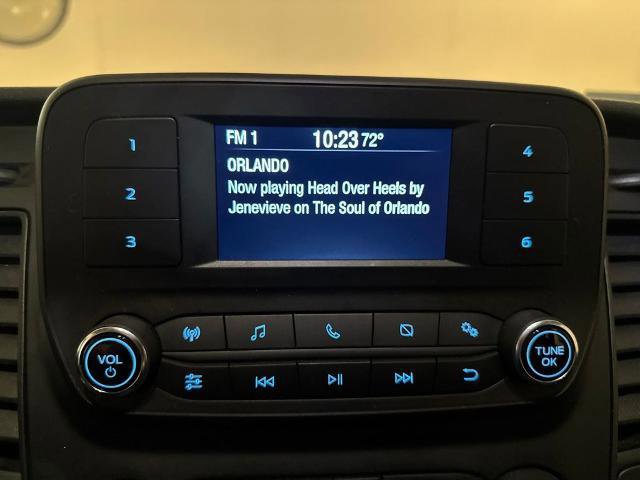 FM 1 10:23 72°
ORLANDO
Now playing Head Over Heels by
Jenevieve on The Soul of Orlando
1
2
3
4
5
6
VOL
TUNE
OK